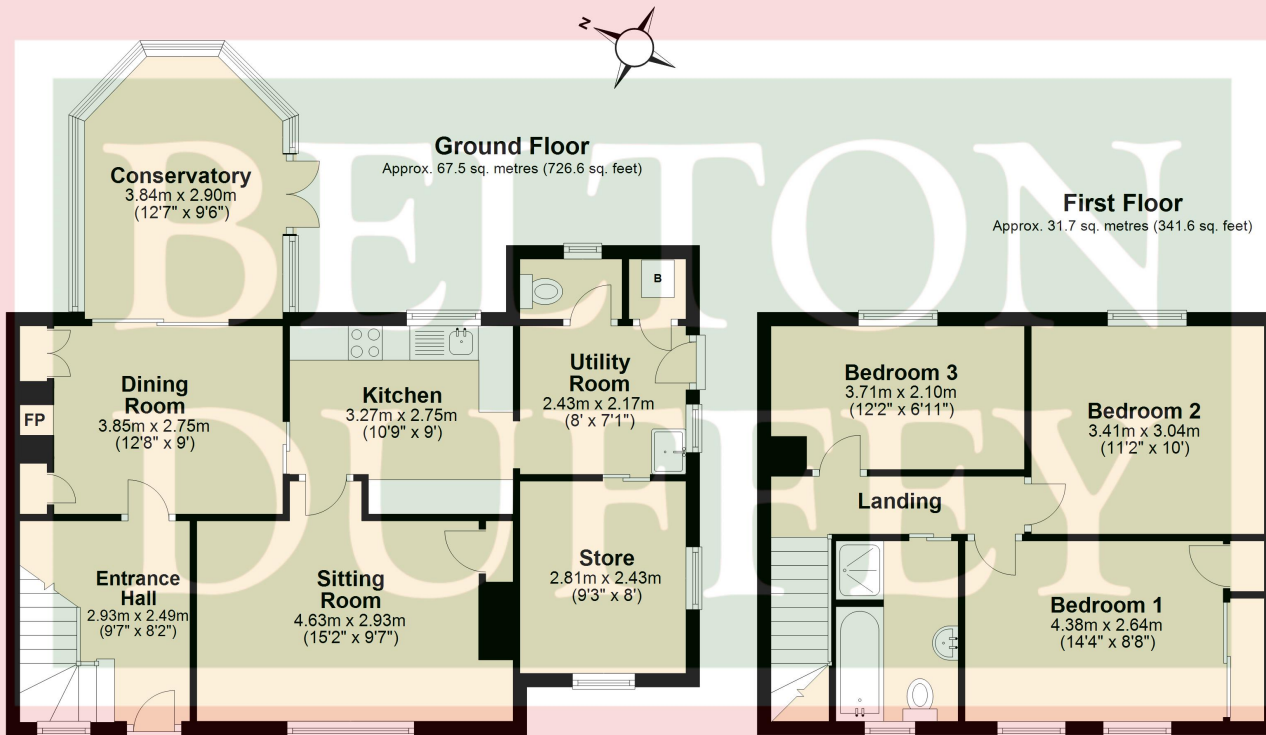 N
BELTON
DUFFEY
Ground Floor
Approx. 67.5 sq. metres (726.6 sq. feet)
Conservatory
3.84m x 2.90m
(12'7" x 9'6")
Dining
Room
3.85m x 2.75m
(12'8" x 9')
FP
Kitchen
3.27m x 2.75m
(10'9" x 9')
B
Utility
Room
2.43m x 2.17m
(8' x 7'1")
Entrance
Hall
2.93m x 2.49m
(9'7" x 8'2")
Sitting
Room
4.63m x 2.93m
(15'2" x 9'7")
Store
2.81m x 2.43m
(9'3" x 8')
First Floor
Approx. 31.7 sq. metres (341.6 sq. feet)
Bedroom 3
3.71m x 2.10m
(12'2" x 6'11")
Bedroom 2
3.41m x 3.04m
(11'2" x 10')
Landing
Bedroom 1
4.38m x 2.64m
(14'4" x 8'8")